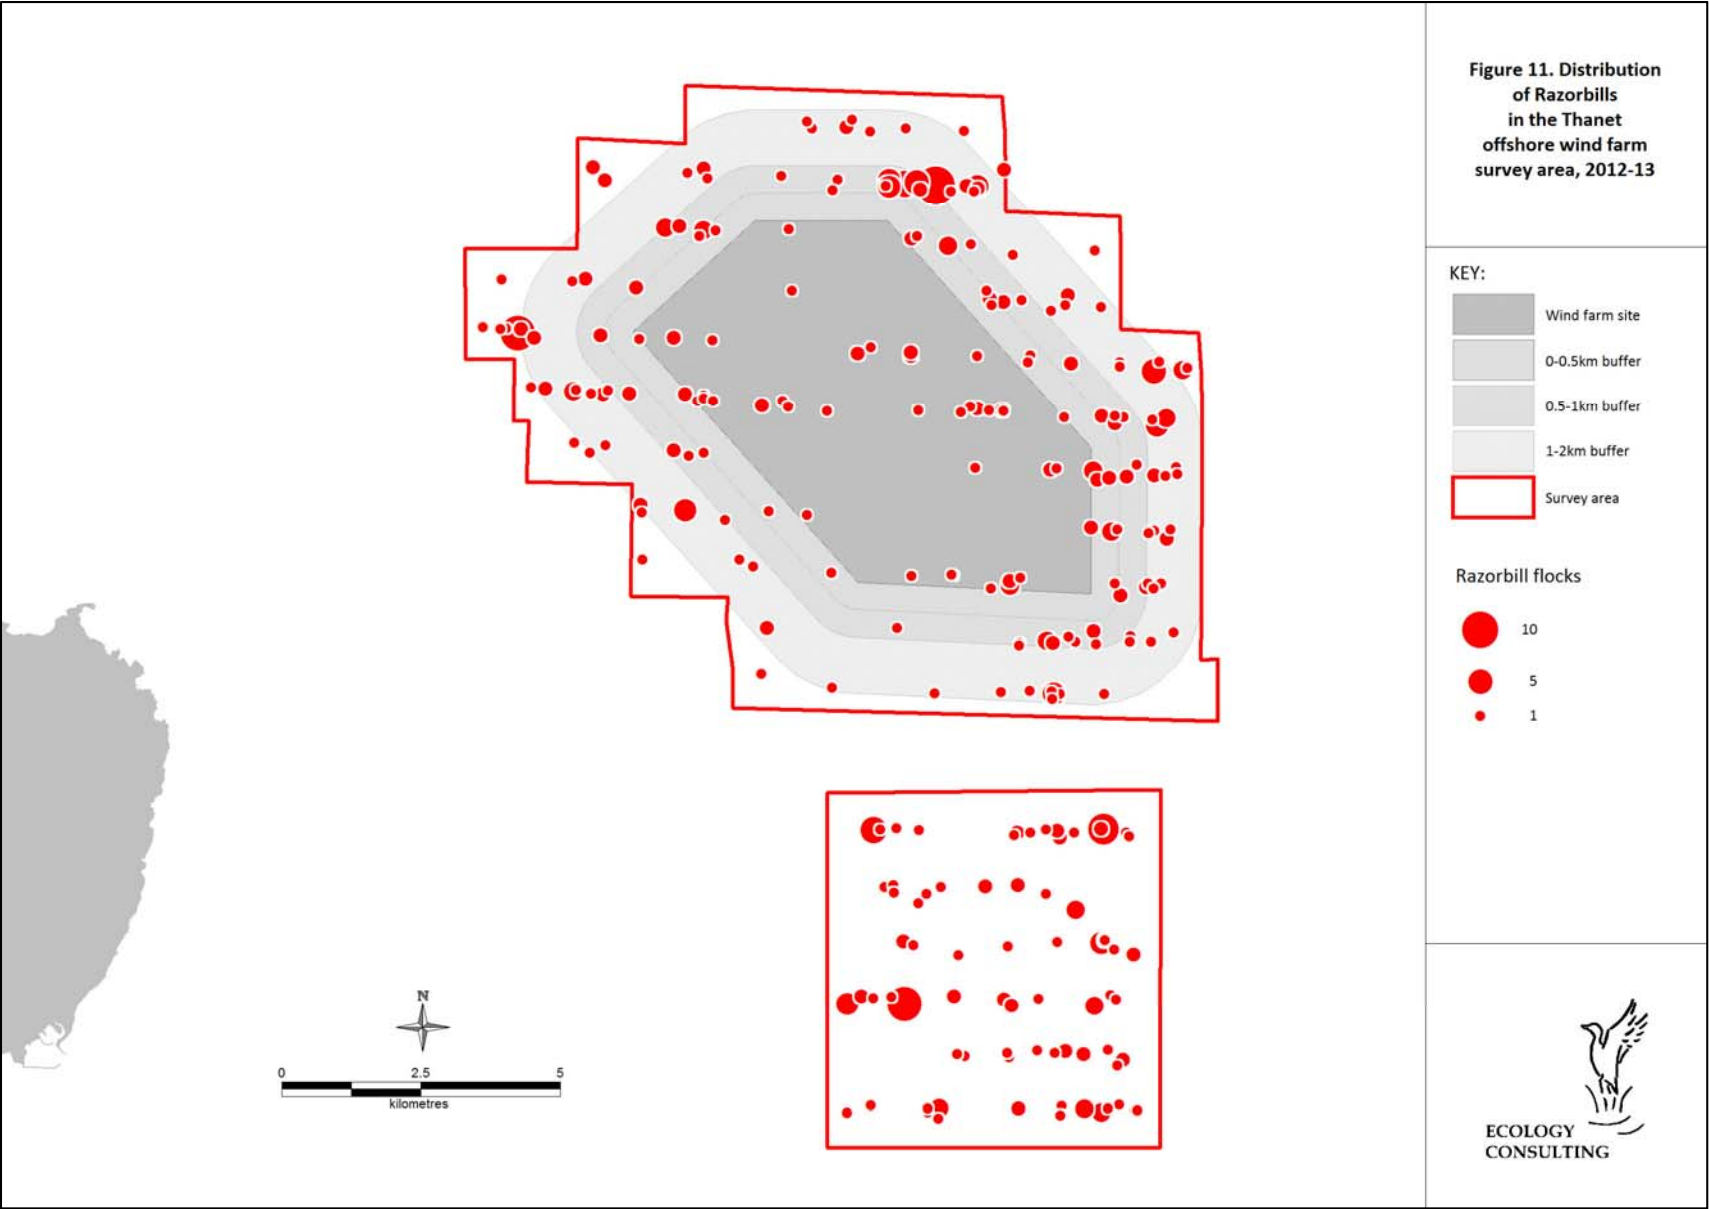 Figure 11. Distribution
of Razorbills
in the Thanet
offshore wind farm
survey area, 2012-13
KEY:
Wind farm site
0-0.5km buffer
0.5-1km buffer
1-2km buffer
Survey area
Razorbill flocks
10
5
1
N
0 2.5 5
kilometres
ECOLOGY
CONSULTING